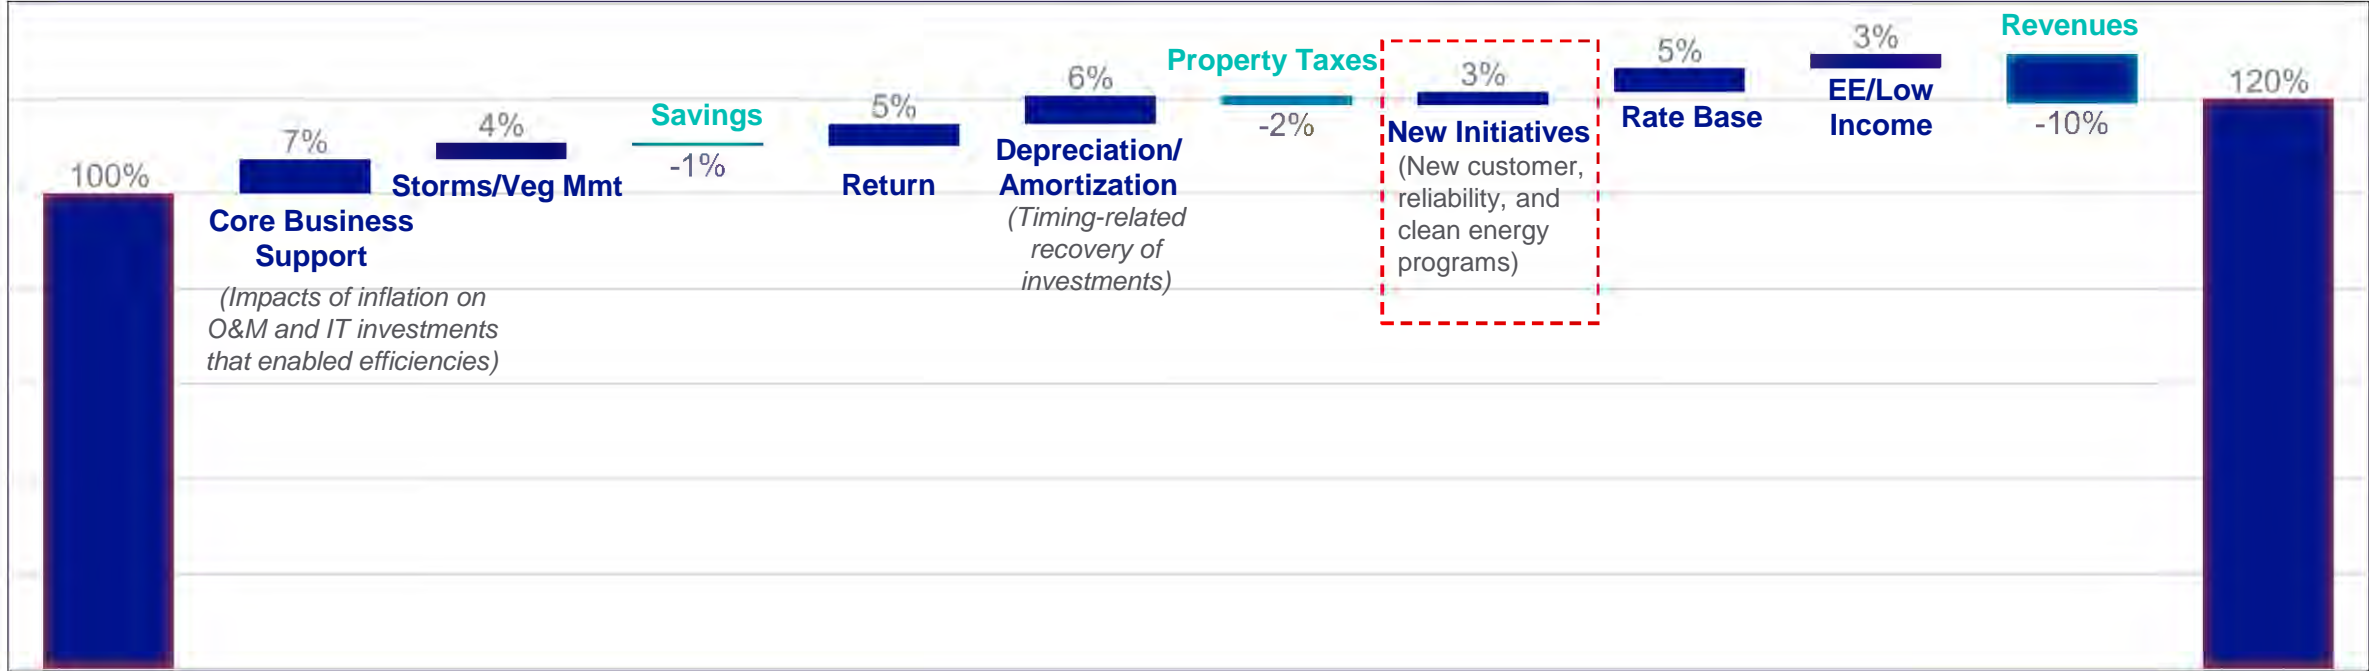 100%
7%
Core Business
Support
(Impacts of inflation on
O&M and IT investments
that enabled efficiencies)
4%
Storms/Veg Mmt
Savings
-1%
5%
Return
6%
Depreciation/
Amortization
(Timing-related
recovery of
investments)
Property Taxes
-2%
3%
New Initiatives
(New customer,
reliability, and
clean energy
programs)
5%
Rate Base
3%
EE/Low
Income
Revenues
-10%
120%